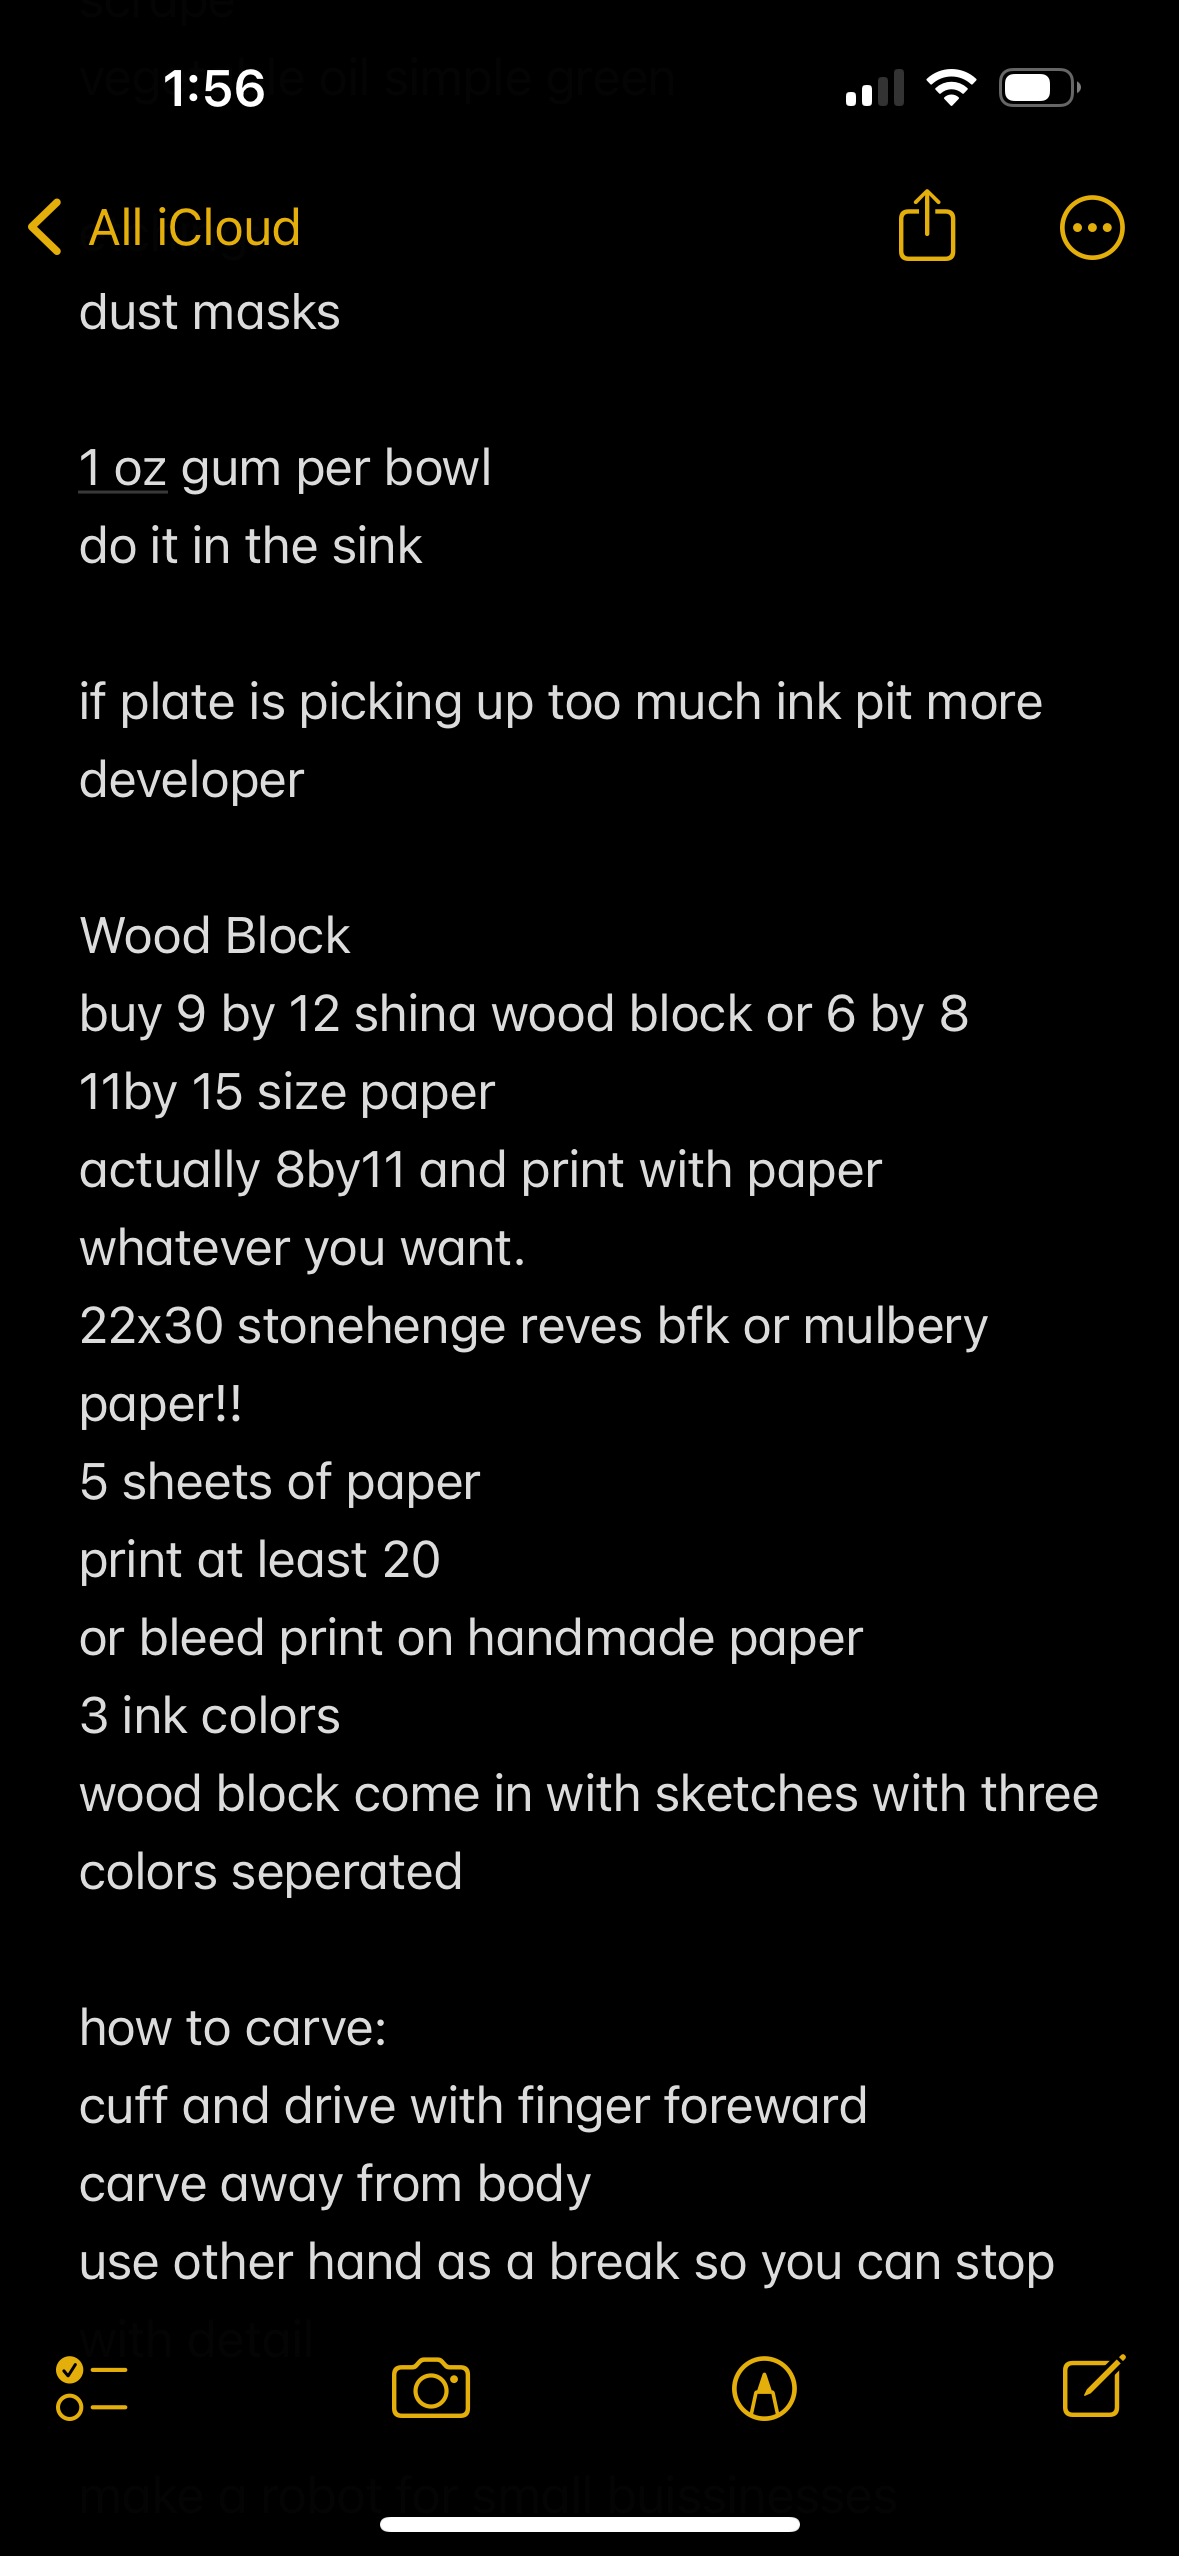 scrape
vegetable oil simple green
1:56
All iCloud
dust masks
1 oz gum per bowl
do it in the sink
if plate is picking up too much ink pit more
developer
Wood Block
buy 9 by 12 shina wood block or 6 by 8
11by 15 size paper
actually 8by11 and print with paper
whatever you want.
22x30 stonehenge reves bfk or mulbery
paper!!
5 sheets of paper
print at least 20
or bleed print on handmade paper
3 ink colors
wood block come in with sketches with three
colors seperated
how to carve:
cuff and drive with finger foreward
carve away from body
use other hand as a break so you can stop
with detail
make a robot for small buissinesses